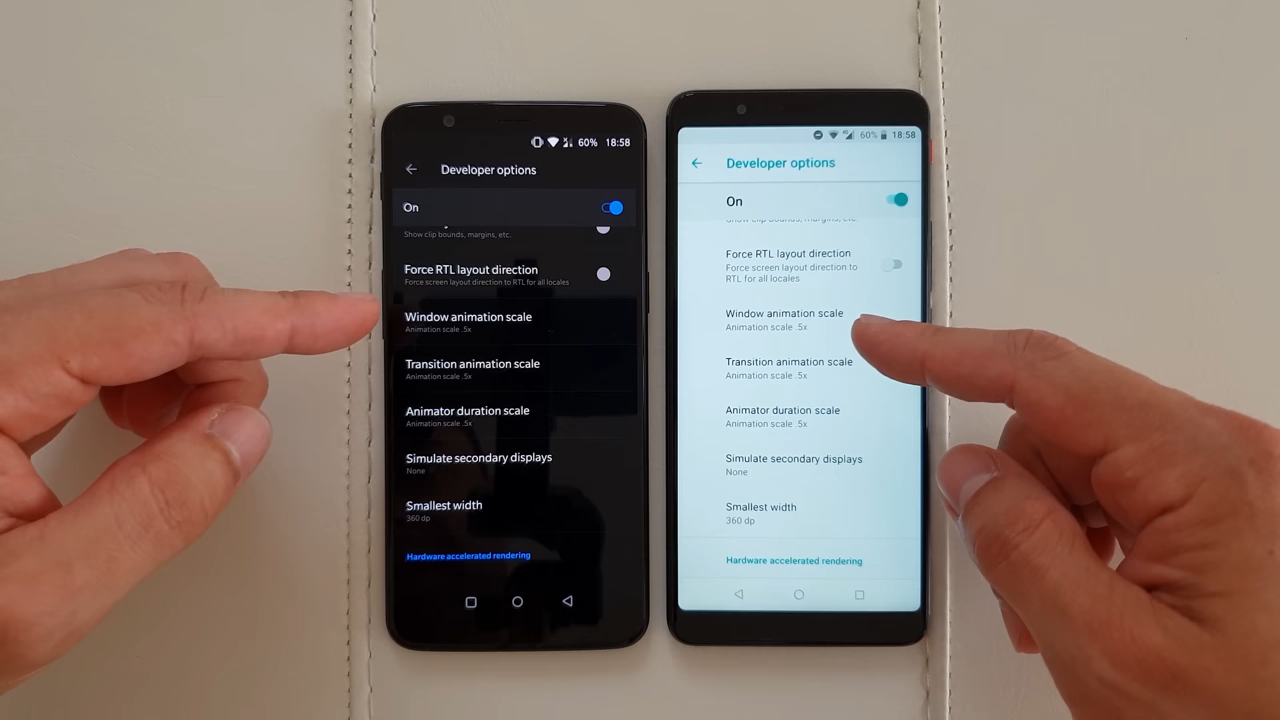 60% 18:58
Developer options
On
Show clip bounds, margins, etc.
Force RTL layout direction
Force screen layout direction to RTL for all locales
Window animation scale
Animation scale .5x
Transition animation scale
Animation scale .5x
Animator duration scale
Animation scale .5x
Simulate secondary displays
None
Smallest width
360 dp
Hardware accelerated rendering
60% 18:58
Developer options
On
Show clip bounds, margins, etc.
Force RTL layout direction
Force screen layout direction to
RTL for all locales
Window animation scale
Animation scale .5x
Transition animation scale
Animation scale .5x
Animator duration scale
Animation scale .5x
Simulate secondary displays
None
Smallest width
360 dp
Hardware accelerated rendering